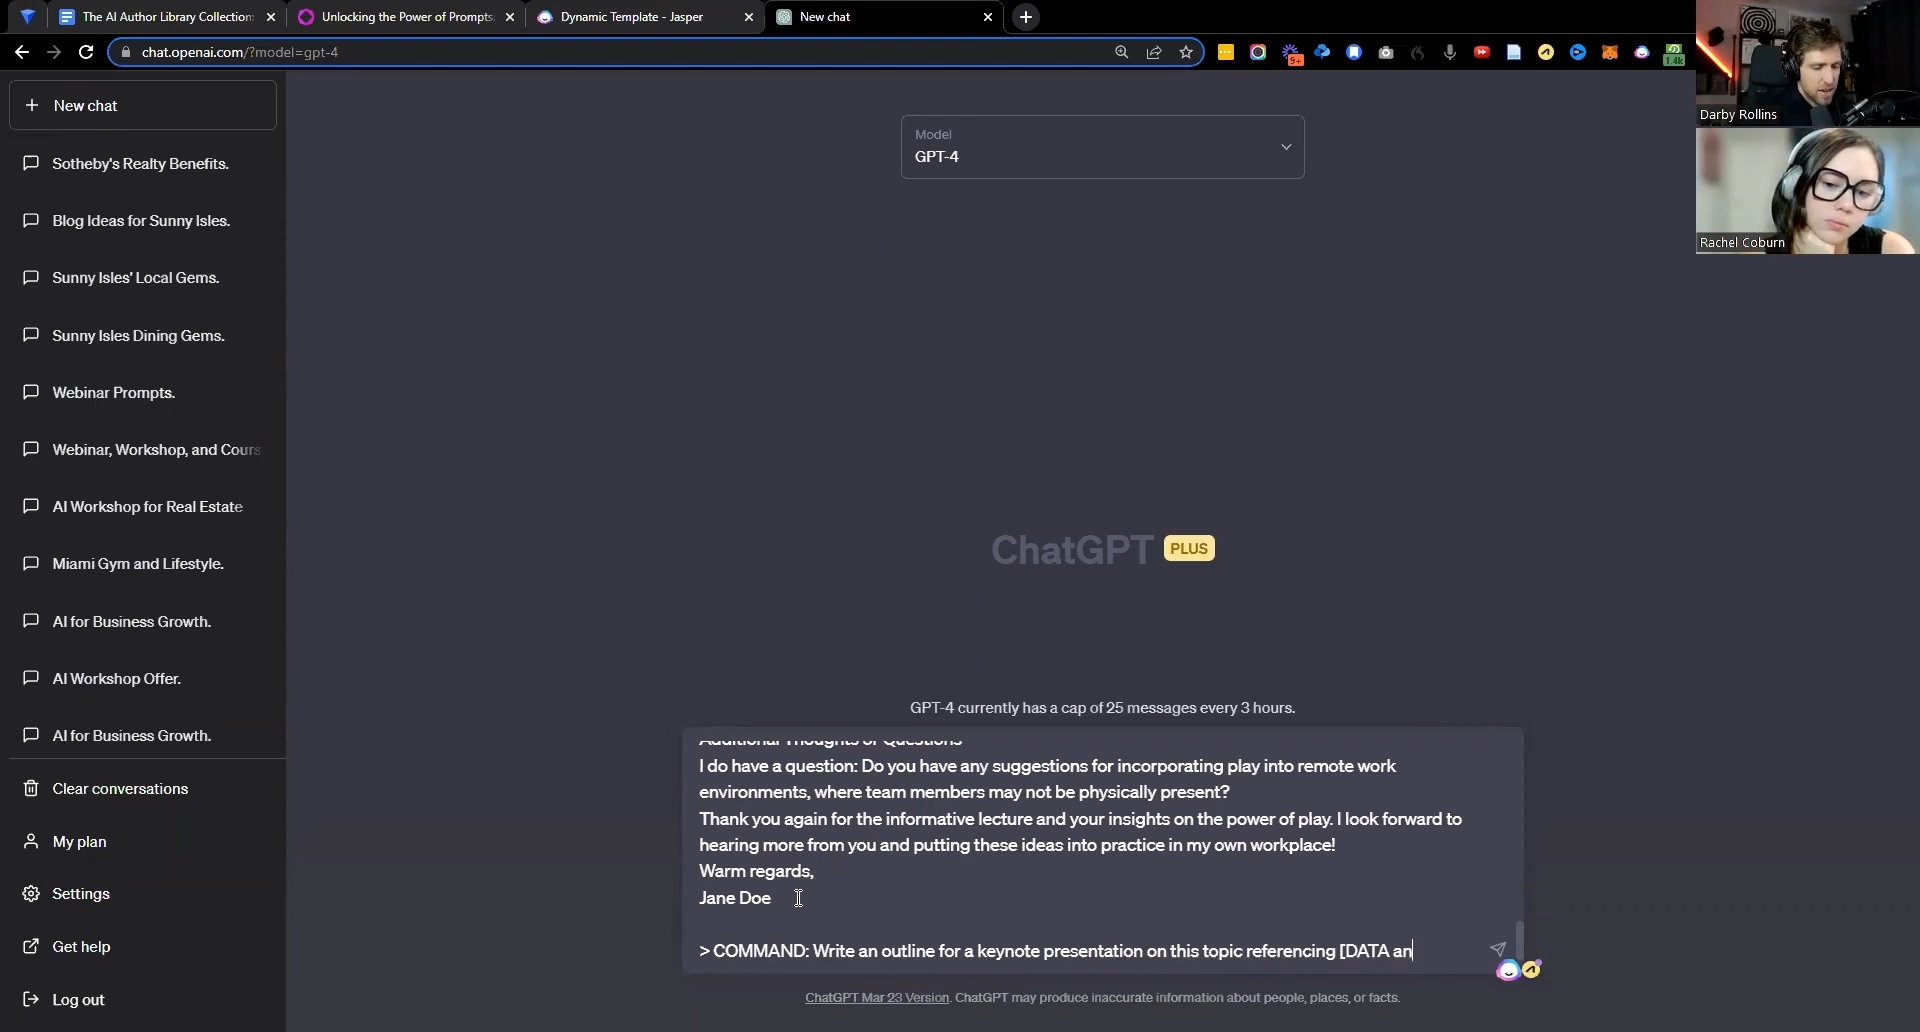 The AI Author Library Collection:
Unlocking the Power of Prompts:
Dynamic Template - Jasper
New chat
chat.openai.com/?model=gpt-4
9+
1.4k
Darby Rollins
Rachel Coburn
New chat
Sotheby's Realty Benefits.
Blog Ideas for Sunny Isles.
Sunny Isles' Local Gems.
Sunny Isles Dining Gems.
Webinar Prompts.
Webinar, Workshop, and Cours
AI Workshop for Real Estate
Miami Gym and Lifestyle.
AI for Business Growth.
AI Workshop Offer.
AI for Business Growth.
Clear conversations
My plan
Settings
Get help
Log out
Model
GPT-4
ChatGPT PLUS
GPT-4 currently has a cap of 25 messages every 3 hours.
Additional Thoughts or Questions
I do have a question: Do you have any suggestions for incorporating play into remote work
environments, where team members may not be physically present?
Thank you again for the informative lecture and your insights on the power of play. I look forward to
hearing more from you and putting these ideas into practice in my own workplace!
Warm regards,
Jane Doe
> COMMAND: Write an outline for a keynote presentation on this topic referencing [DATA an
ChatGPT Mar 23 Version. ChatGPT may produce inaccurate information about people, places, or facts.